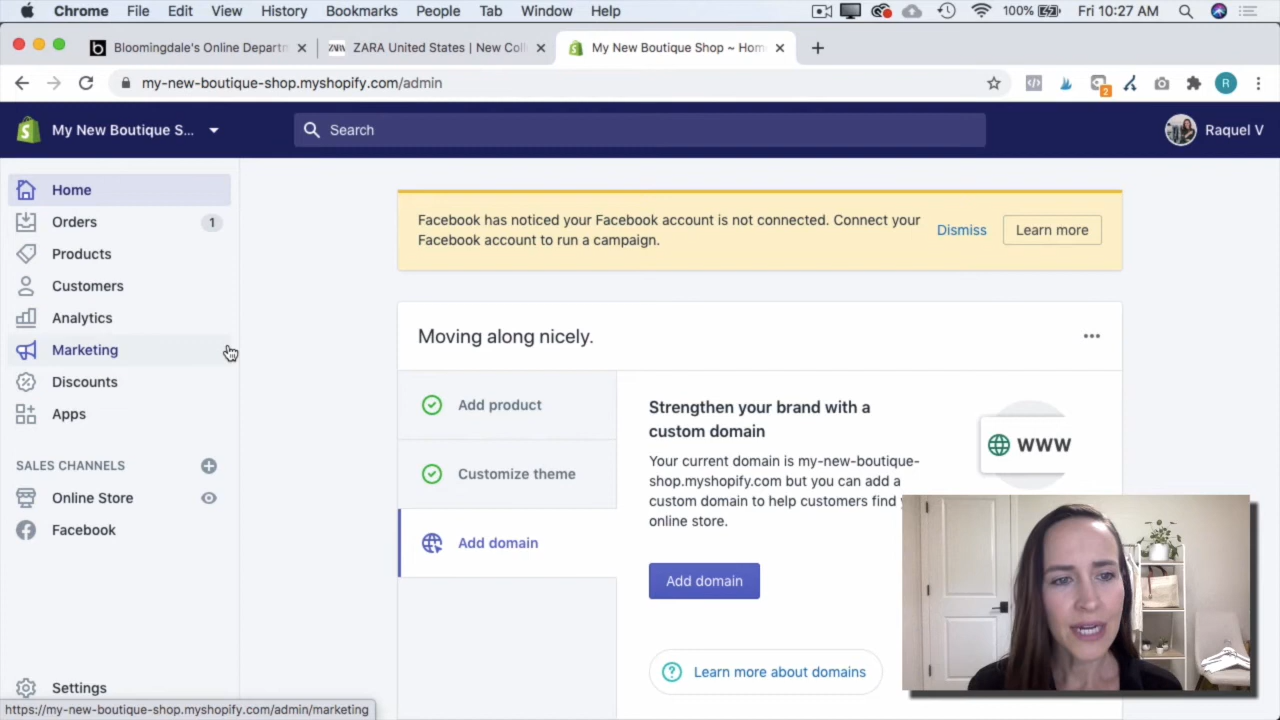 Chrome File Edit View History Bookmarks People Tab Window Help 100% Fri 10:27 AM
Bloomingdale's Online Departm ZARA United States | New Coll My New Boutique Shop ~ Hom
my-new-boutique-shop.myshopify.com/admin 2 R
My New Boutique S... Search Raquel V
Home
Orders 1
Products
Customers
Analytics
Marketing
Discounts
Apps
SALES CHANNELS
Online Store
Facebook
Settings
https://my-new-boutique-shop.myshopify.com/admin/marketing
Facebook has noticed your Facebook account is not connected. Connect your
Facebook account to run a campaign.
Dismiss Learn more
Moving along nicely.
Add product
Customize theme
Add domain
Strengthen your brand with a
custom domain
Your current domain is my-new-boutique-
shop.myshopify.com but you can add a
custom domain to help customers find
online store.
WWW
Add domain
Learn more about domains